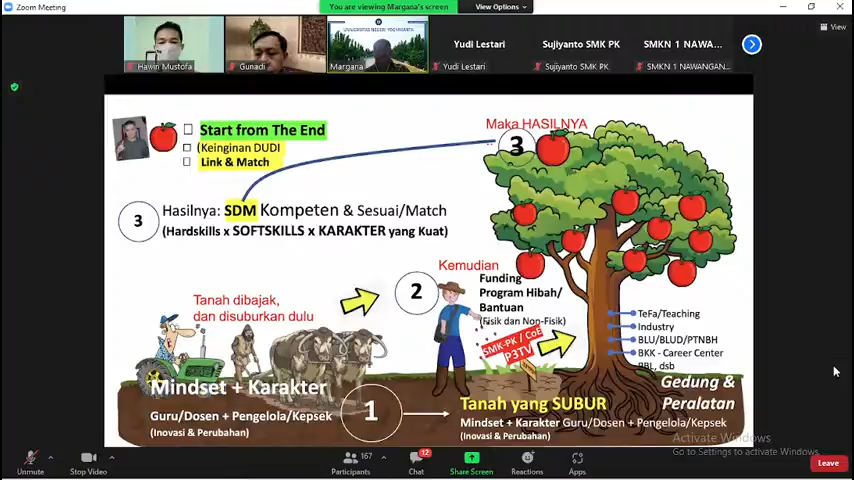 Zoom Meeting
You are viewing Margana's screen
View Options
View
Hawin Mustofa
Gunadi
UNIVERSITAS NEGERI YOGYAKARTA
Margana
Yudi Lestari
Yudi Lestari
Sujiyanto SMK PK
Sujiyanto SMK PK
SMKN 1 NAWA...
SMKN 1 NAWANGAN...
Start from The End
(Keinginan DUDI
Link & Match
Maka HASILNYA
3
3
Hasilnya: SDM Kompeten & Sesuai/Match
(Hardskills x SOFTSKILLS x KARAKTER yang Kuat)
Kemudian
2
Funding
Program Hibah/
Bantuan
(Fisik dan Non-Fisik)
Tanah dibajak,
dan disuburkan dulu
SMK-PK / CoE
P3TV
TeFa/Teaching
Industry
BLU/BLUD/PTNBH
BKK - Career Center
PBL, dsb
Mindset + Karakter
Guru/Dosen + Pengelola/Kepsek
(Inovasi & Perubahan)
1
Tanah yang SUBUR
Mindset + Karakter Guru/Dosen + Pengelola/Kepsek
(Inovasi & Perubahan)
Gedung &
Peralatan
Activate Windows
Go to Settings to activate Windows.
Unmute
Stop Video
167
Participants
12
Chat
Share Screen
Reactions
Apps
Leave